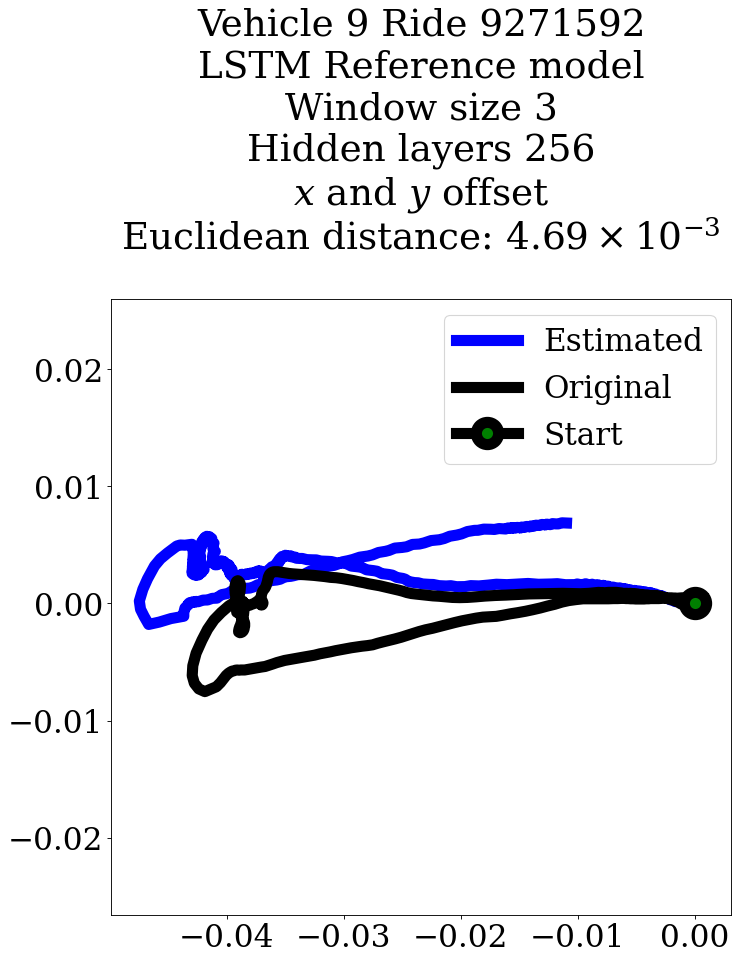 Vehicle 9 Ride 9271592
LSTM Reference model
Window size 3
Hidden layers 256
x and y offset
Euclidean distance: 4.69 × 10⁻³
Estimated
Original
Start
0.02
0.01
0.00
−0.01
−0.02
−0.04 −0.03 −0.02 −0.01 0.00